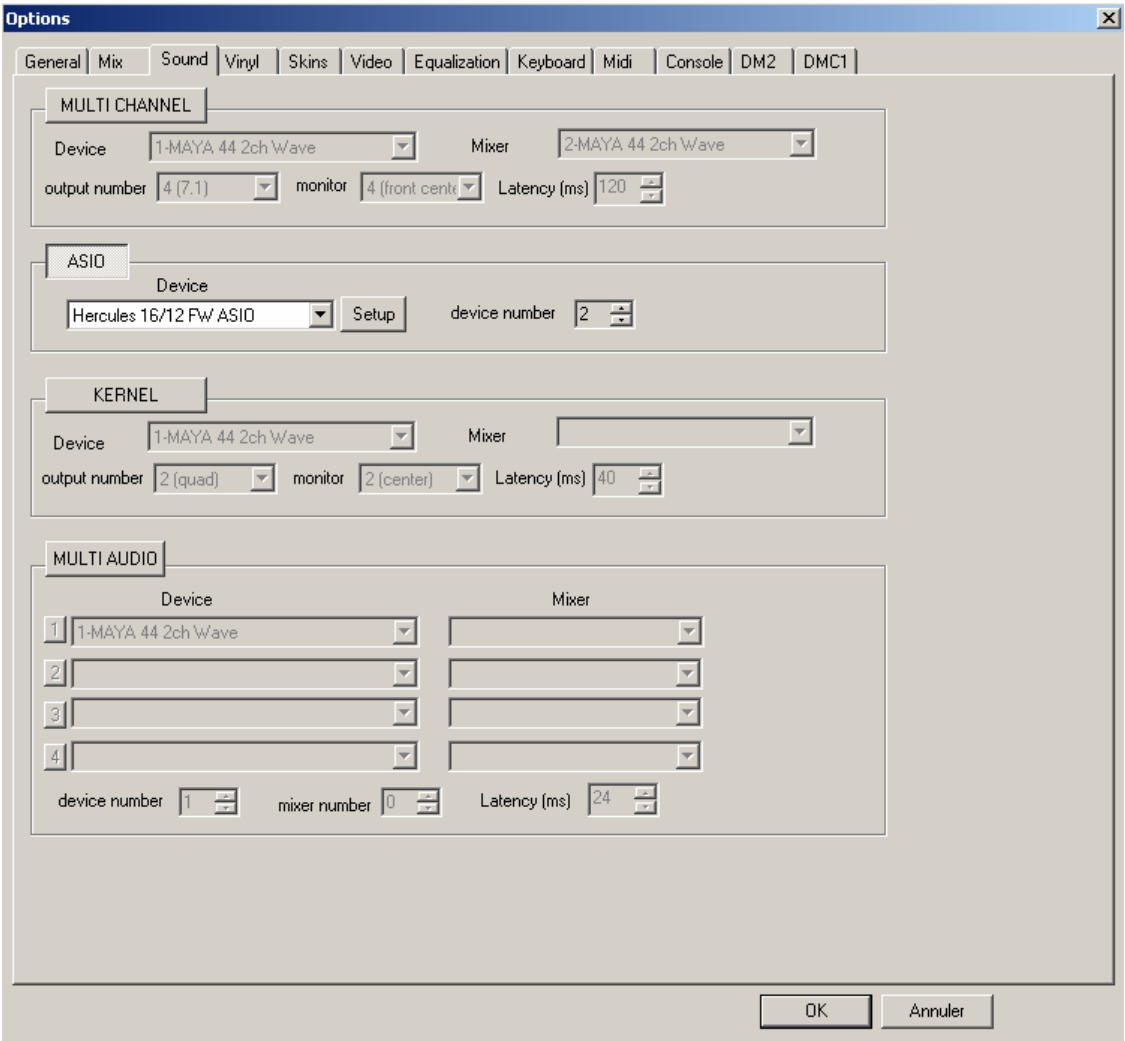 Options
General Mix Sound Vinyl Skins Video Equalization Keyboard Midi Console DM2 DMC1
MULTI CHANNEL
Device 1-MAYA 44 2ch Wave Mixer 2-MAYA 44 2ch Wave
output number 4 (7.1) monitor 4 (front cente Latency (ms) 120
ASIO
Device
Hercules 16/12 FW ASIO Setup device number 2
KERNEL
Device 1-MAYA 44 2ch Wave Mixer
output number 2 (quad) monitor 2 (center) Latency (ms) 40
MULTI AUDIO
Device Mixer
1 1-MAYA 44 2ch Wave
2
3
4
device number 1 mixer number 0 Latency (ms) 24
OK Annuler